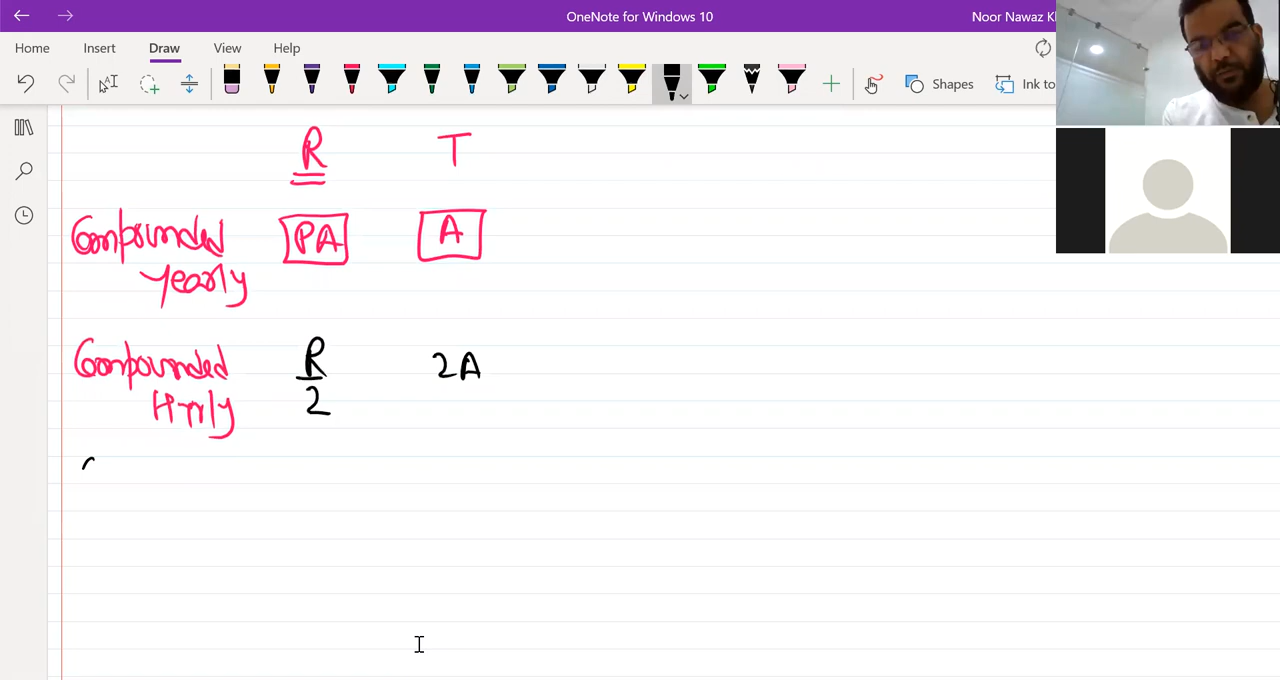 OneNote for Windows 10
Noor Nawaz Kh
Home Insert Draw View Help
Shapes
Ink to
R T
Compounded PA A
yearly
Compounded R 2A
2